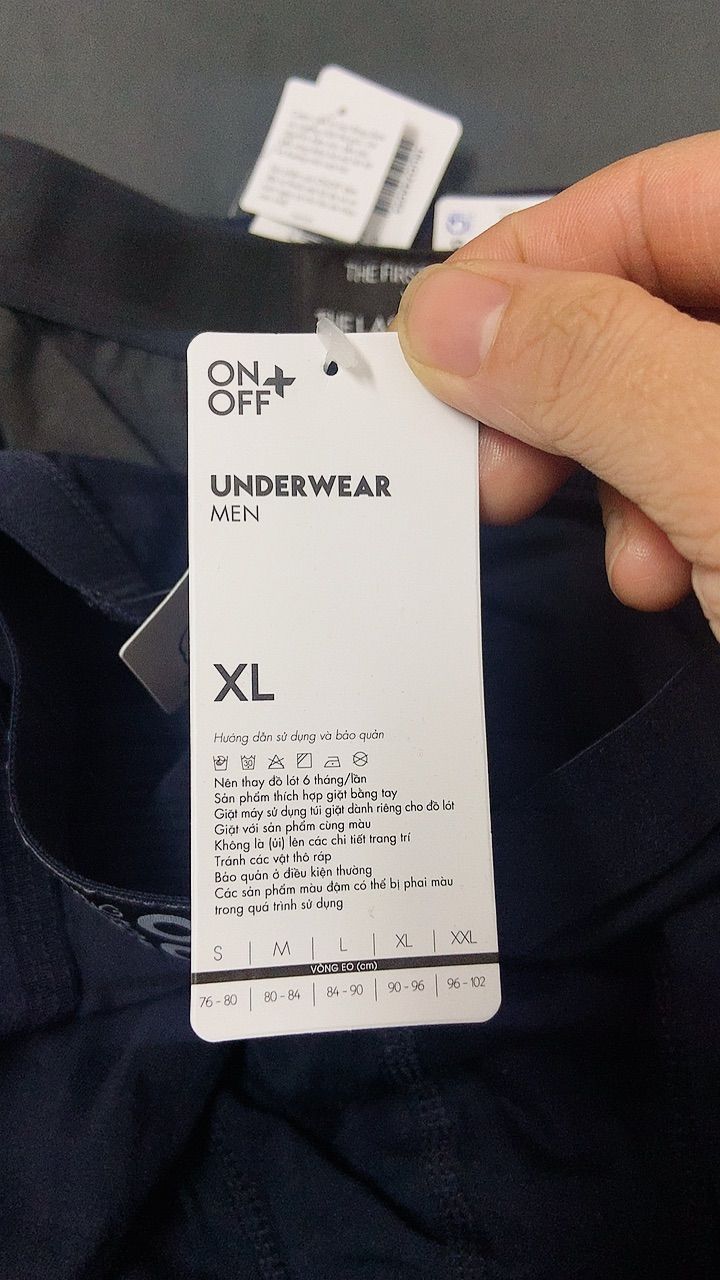 THE FIRS
THE LA
ON
OFF
UNDERWEAR
MEN
XL
Hướng dẫn sử dụng và bảo quản
30
Nên thay đồ lót 6 tháng/lần
Sản phẩm thích hợp giặt bằng tay
Giặt máy sử dụng túi giặt dành riêng cho đồ lót
Giặt với sản phẩm cùng màu
Không là (ủi) lên các chi tiết trang trí
Tránh các vật thô ráp
Bảo quản ở điều kiện thường
Các sản phẩm màu đậm có thể bị phai màu
trong quá trình sử dụng
S | M | L | XL | XXL
VÒNG EO (cm)
76 - 80 | 80 - 84 | 84 - 90 | 90 - 96 | 96 - 102